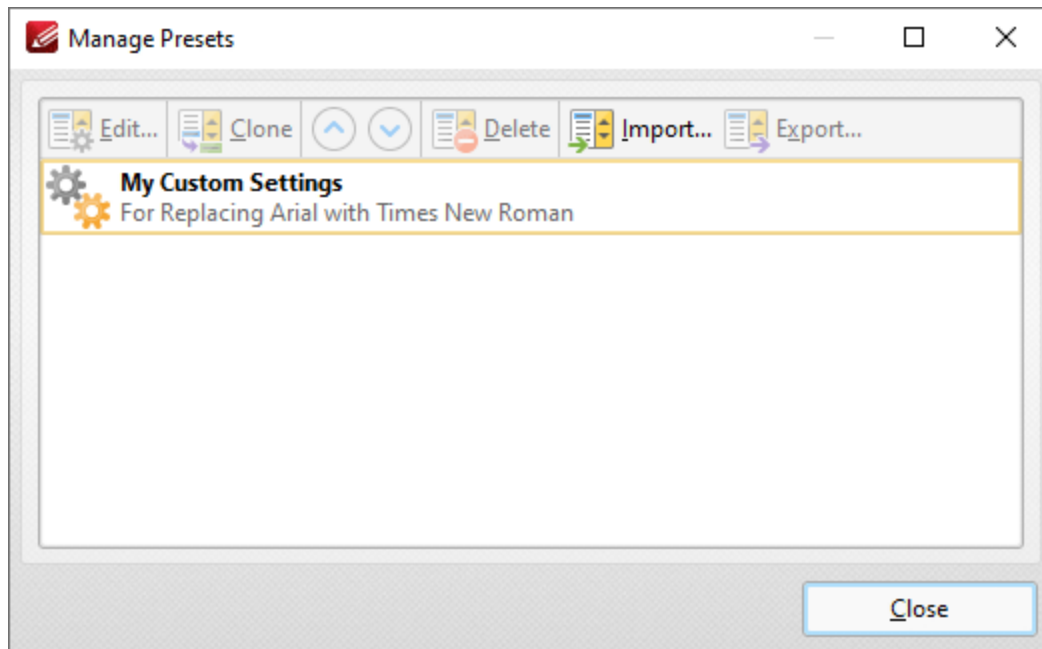 Manage Presets
Edit... Clone Delete Import... Export...
My Custom Settings
For Replacing Arial with Times New Roman
Close